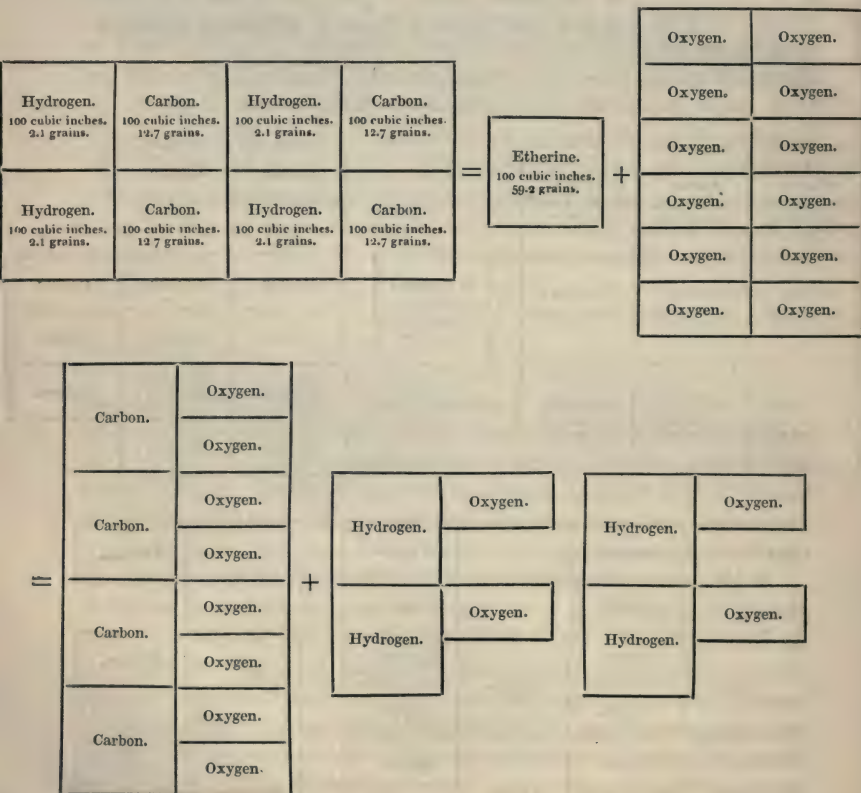 Hydrogen.
100 cubic inches.
2.1 grains.
Carbon.
100 cubic inches.
12.7 grains.
Hydrogen.
100 cubic inches.
2.1 grains.
Carbon.
100 cubic inches.
12.7 grains.
Hydrogen.
100 cubic inches.
2.1 grains.
Carbon.
100 cubic inches.
12 7 grains.
Hydrogen.
100 cubic inches.
2.1 grains.
Carbon.
100 cubic inches.
12.7 grains.
=
Etherine.
100 cubic inches.
59.2 grains.
+
Oxygen. Oxygen.
Oxygen. Oxygen.
Oxygen. Oxygen.
Oxygen. Oxygen.
Oxygen. Oxygen.
Oxygen. Oxygen.
=
Carbon.
Oxygen.
Oxygen.
Carbon.
Oxygen.
Oxygen.
Carbon.
Oxygen.
Oxygen.
Carbon.
Oxygen.
Oxygen.
+
Hydrogen.
Oxygen.
Hydrogen.
Oxygen.
Hydrogen.
Oxygen.
Hydrogen.
Oxygen.